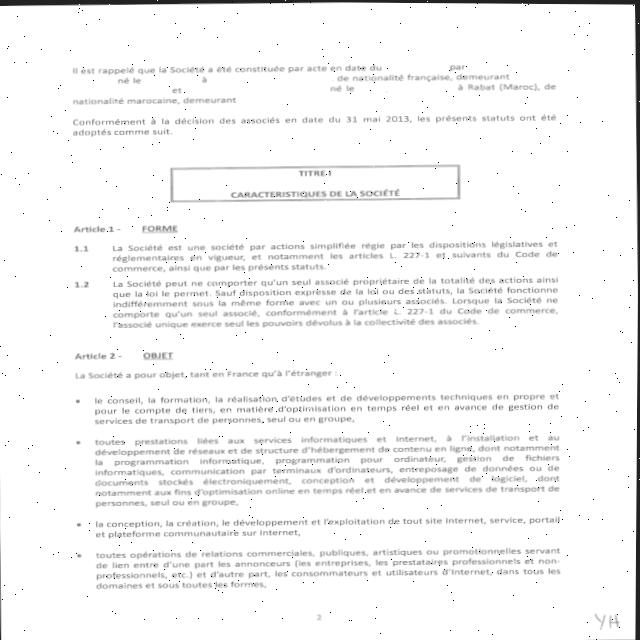 Il est rappelé que la Société a été constituée par acte en date du par
né le à de nationalité française, demeurant
et né le à Rabat (Maroc), de
nationalité marocaine, demeurant
Conformément à la décision des associés en date du 31 mai 2013, les présents statuts ont été
adoptés comme suit.
TITRE I
CARACTERISTIQUES DE LA SOCIÉTÉ
Article 1 - FORME
1.1 La Société est une société par actions simplifiée régie par les dispositions législatives et
réglementaires en vigueur, et notamment les articles L. 227-1 et suivants du Code de
commerce, ainsi que par les présents statuts.
1.2 La Société peut ne comporter qu'un seul associé propriétaire de la totalité des actions ainsi
que la loi le permet. Sauf disposition expresse de la loi ou des statuts, la Société fonctionne
indifféremment sous la même forme avec un ou plusieurs associés. Lorsque la Société ne
comporte qu'un seul associé, conformément à l'article L. 227-1 du Code de commerce,
l'associé unique exerce seul les pouvoirs dévolus à la collectivité des associés.
Article 2 - OBJET
La Société a pour objet, tant en France qu'à l'étranger :
• le conseil, la formation, la réalisation d'études et de développements techniques en propre et
pour le compte de tiers, en matière d'optimisation en temps réel et en avance de gestion de
services de transport de personnes, seul ou en groupe,
• toutes prestations liées aux services informatiques et Internet, à l'installation et au
développement de réseaux et de structure d'hébergement de contenu en ligne, dont notamment
la programmation informatique, programmation pour ordinateur, gestion de fichiers
informatiques, communication par terminaux d'ordinateurs, entreposage de données ou de
documents stockés électroniquement, conception et développement de logiciel, dont
notamment aux fins d'optimisation online en temps réel et en avance de services de transport de
personnes, seul ou en groupe,
• la conception, la création, le développement et l'exploitation de tout site Internet, service, portail
et plateforme communautaire sur Internet,
• toutes opérations de relations commerciales, publiques, artistiques ou promotionnelles servant
de lien entre d'une part les annonceurs (les entreprises, les prestataires professionnels et non-
professionnels, etc.) et d'autre part, les consommateurs et utilisateurs d'Internet, dans tous les
domaines et sous toutes les formes,
2
YH